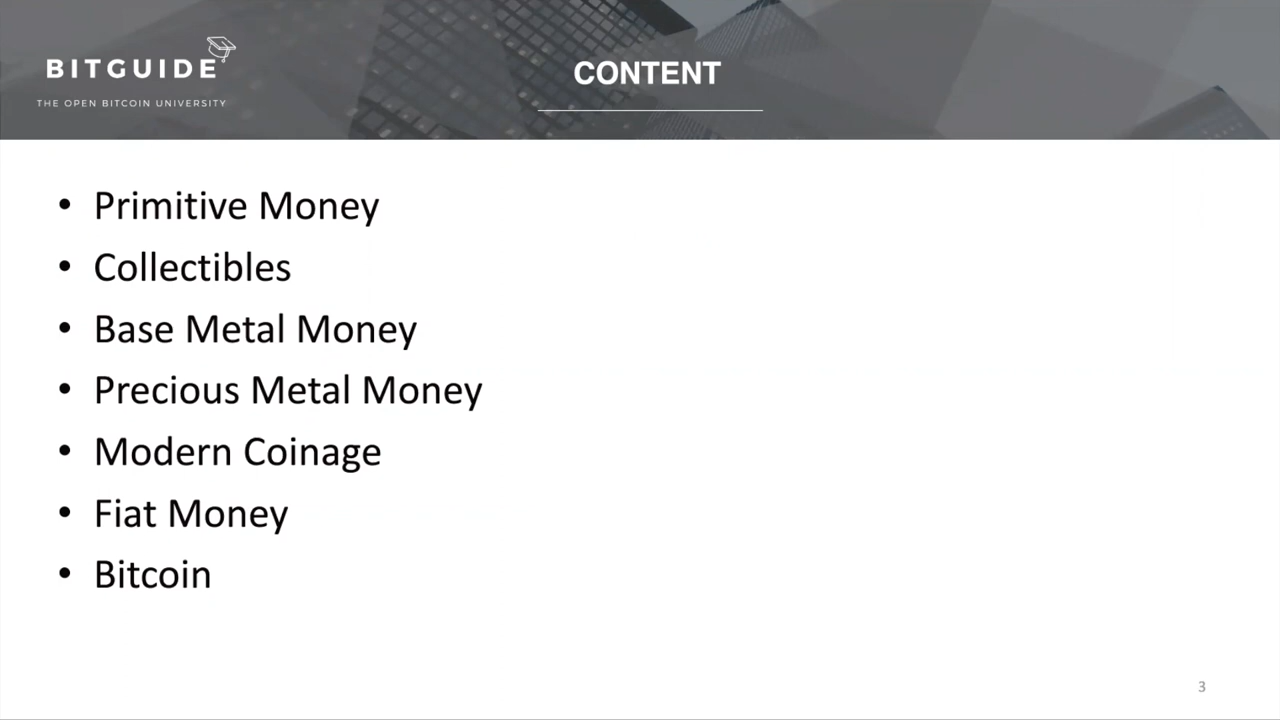 BITGUIDE
THE OPEN BITCOIN UNIVERSITY
CONTENT
• Primitive Money
• Collectibles
• Base Metal Money
• Precious Metal Money
• Modern Coinage
• Fiat Money
• Bitcoin
3